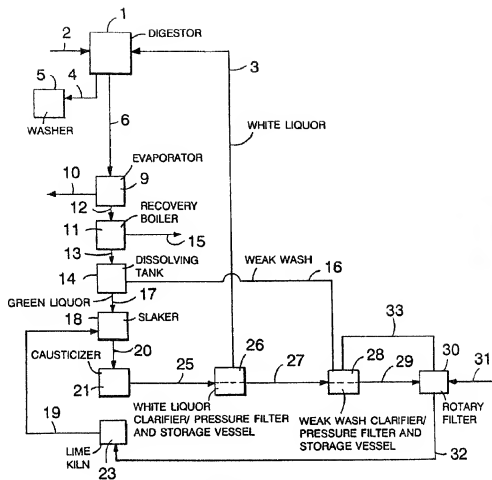 1
2
DIGESTOR
5
4
3
WASHER
6
WHITE LIQUOR
EVAPORATOR
10
9
12
RECOVERY
BOILER
11
15
13
DISSOLVING
TANK
14
WEAK WASH
16
GREEN LIQUOR
17
18
SLAKER
33
20
26
28
30
CAUSTICIZER
25
27
29
31
21
WHITE LIQUOR
CLARIFIER/ PRESSURE FILTER
AND STORAGE VESSEL
WEAK WASH CLARIFIER/
PRESSURE FILTER AND
STORAGE VESSEL
ROTARY
FILTER
19
32
LIME
KILN
23